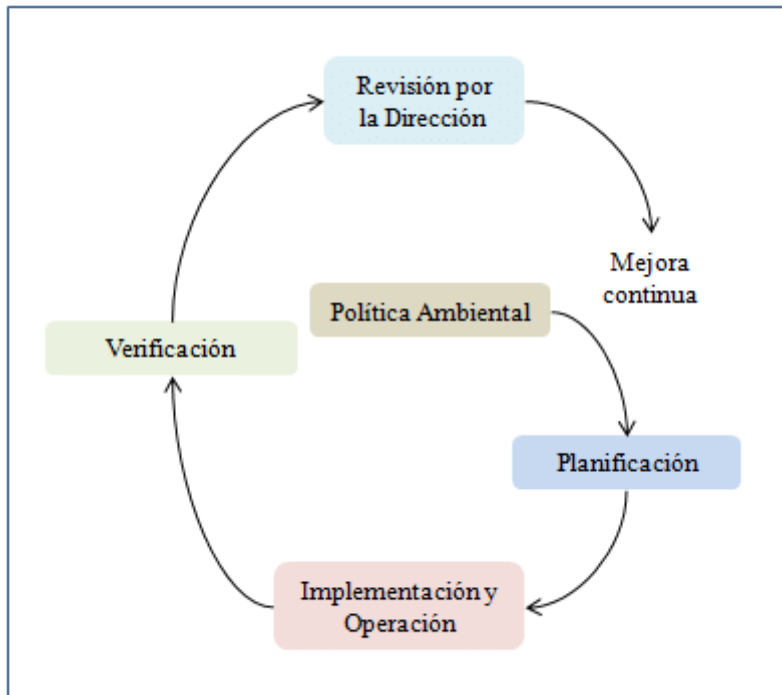 Revisión por
la Dirección
Mejora
continua
Política Ambiental
Verificación
Planificación
Implementación y
Operación